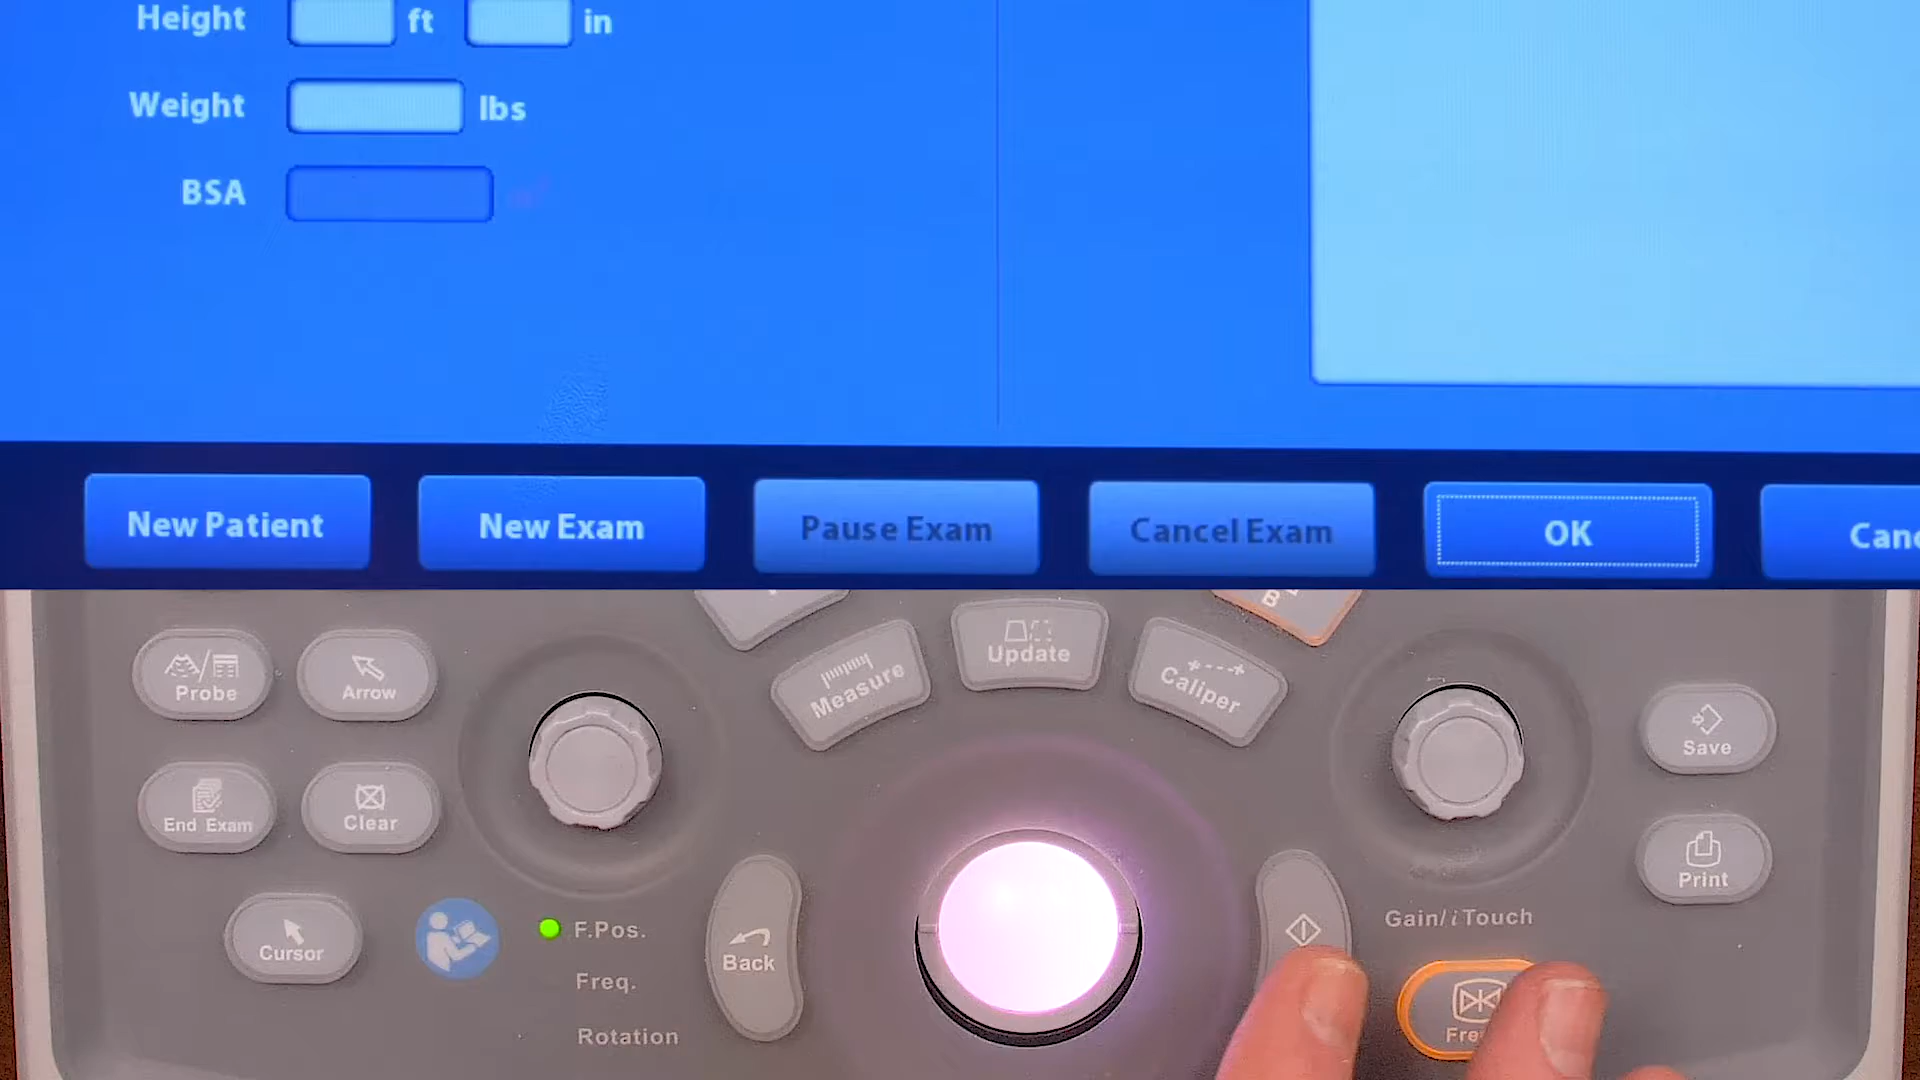 Height ft in
Weight lbs
BSA
New Patient New Exam Pause Exam Cancel Exam OK
B
Probe Arrow Measure Update Caliper Save
End Exam Clear Print
Cursor F.Pos. Back Gain/iTouch
Freq.
Rotation